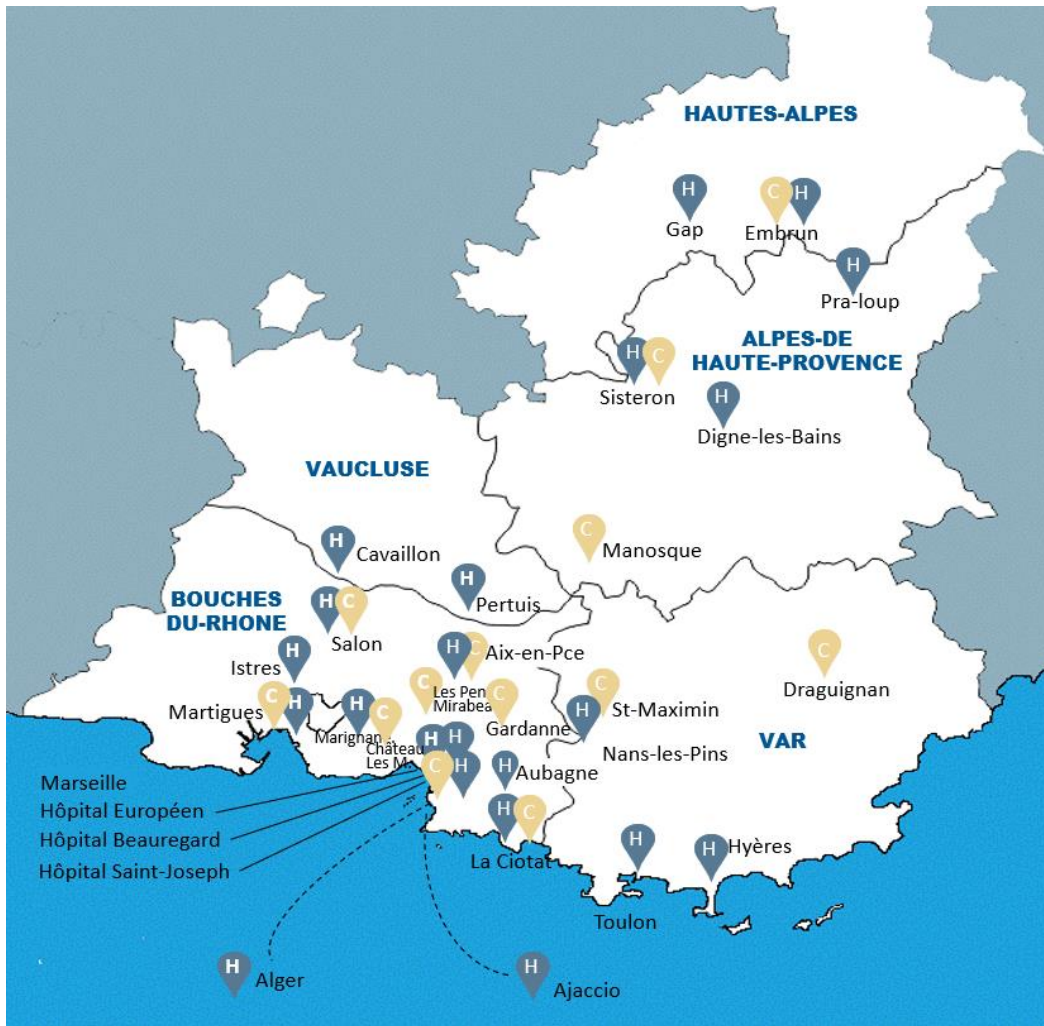 HAUTES-ALPES
C H
H
Gap
Embrun
H
Pra-loup
ALPES-DE
HAUTE-PROVENCE
H C
Sisteron
H
Digne-les-Bains
VAUCLUSE
C
Manosque
H
Cavaillon
H
Pertuis
BOUCHES
DU-RHONE
H C
Salon
H C
Aix-en-Pce
H
Istres
C
Draguignan
C
Les Pen
Mirabea
C
Gardanne
C
H
St-Maximin
C H
Martigues
H
Marignan
C
Château
Les M.
Nans-les-Pins
VAR
H H
C H
H
Aubagne
Marseille
Hôpital Européen
Hôpital Beauregard
Hôpital Saint-Joseph
H C
La Ciotat
H
Toulon
H
Hyères
H
Alger
H
Ajaccio